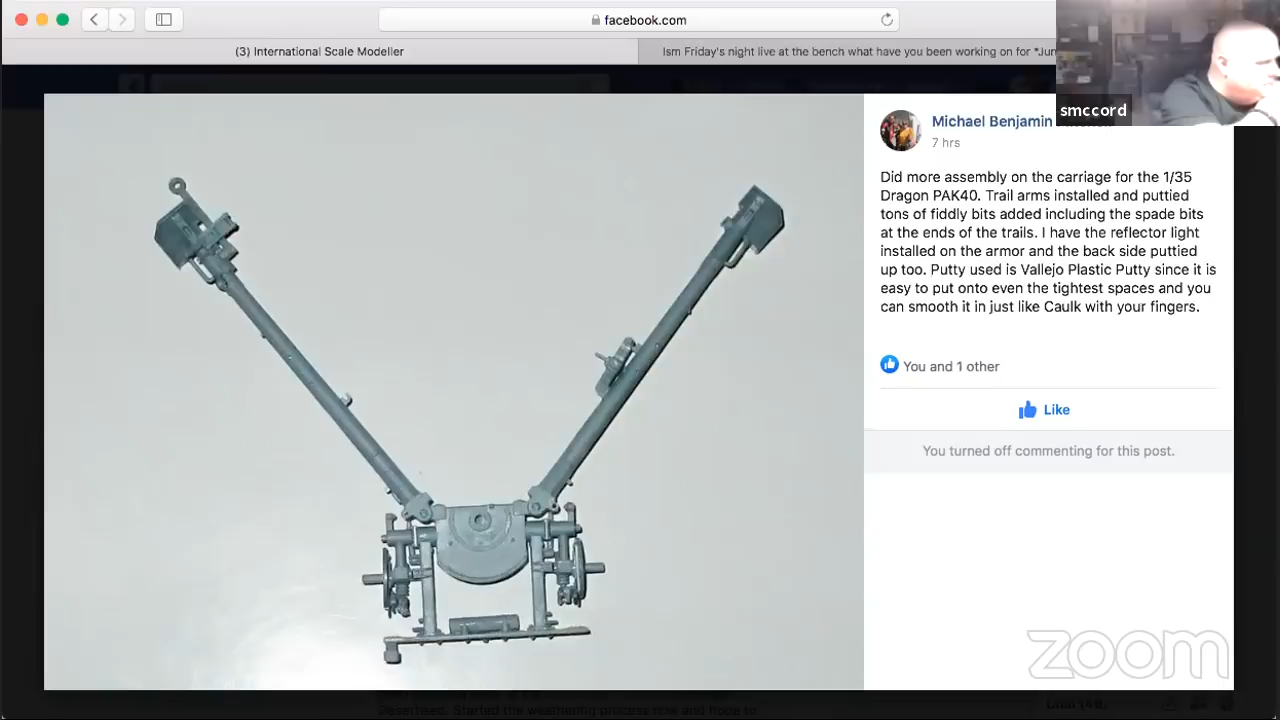 facebook.com
(3) International Scale Modeller
Ism Friday's night live at the bench what have you been working on for *Jun
smccord
Michael Benjamin
7 hrs
Did more assembly on the carriage for the 1/35
Dragon PAK40. Trail arms installed and puttied
tons of fiddly bits added including the spade bits
at the ends of the trails. I have the reflector light
installed on the armor and the back side puttied
up too. Putty used is Vallejo Plastic Putty since it is
easy to put onto even the tightest spaces and you
can smooth it in just like Caulk with your fingers.
You and 1 other
Like
You turned off commenting for this post.
zoom